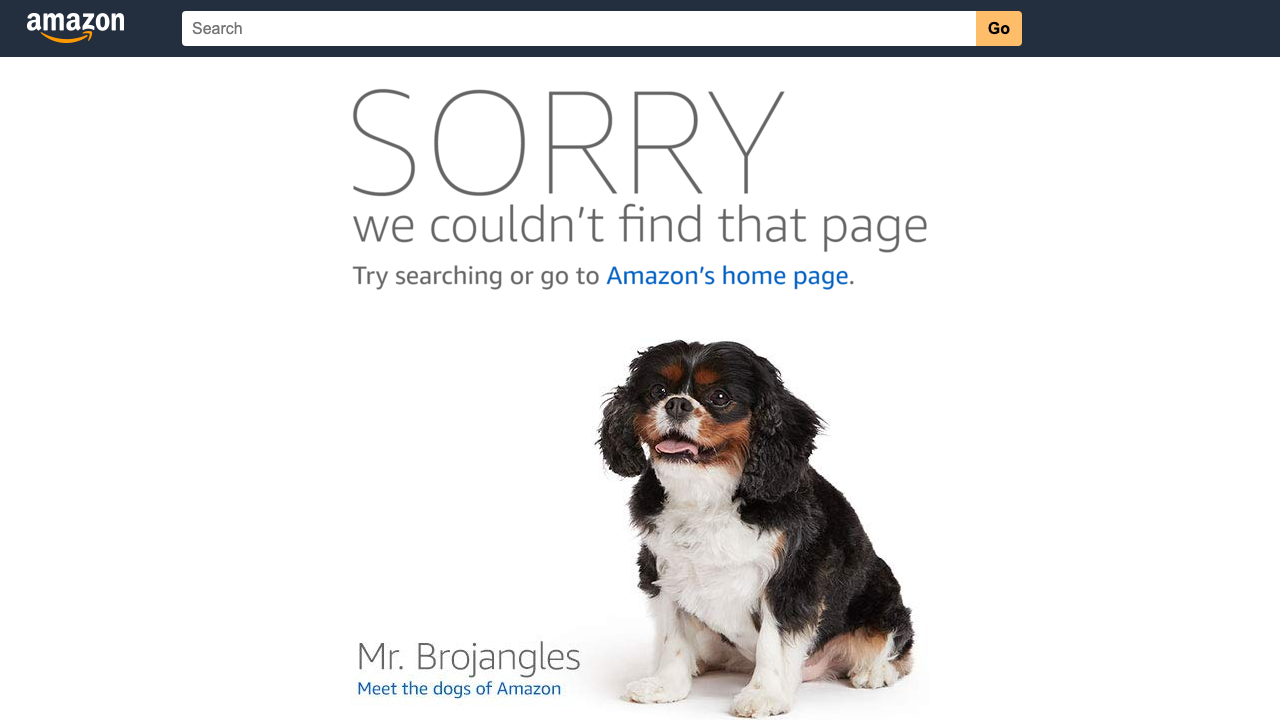 amazon
Search
Go
SORRY
we couldn't find that page
Try searching or go to Amazon's home page.
Mr. Brojangles
Meet the dogs of Amazon